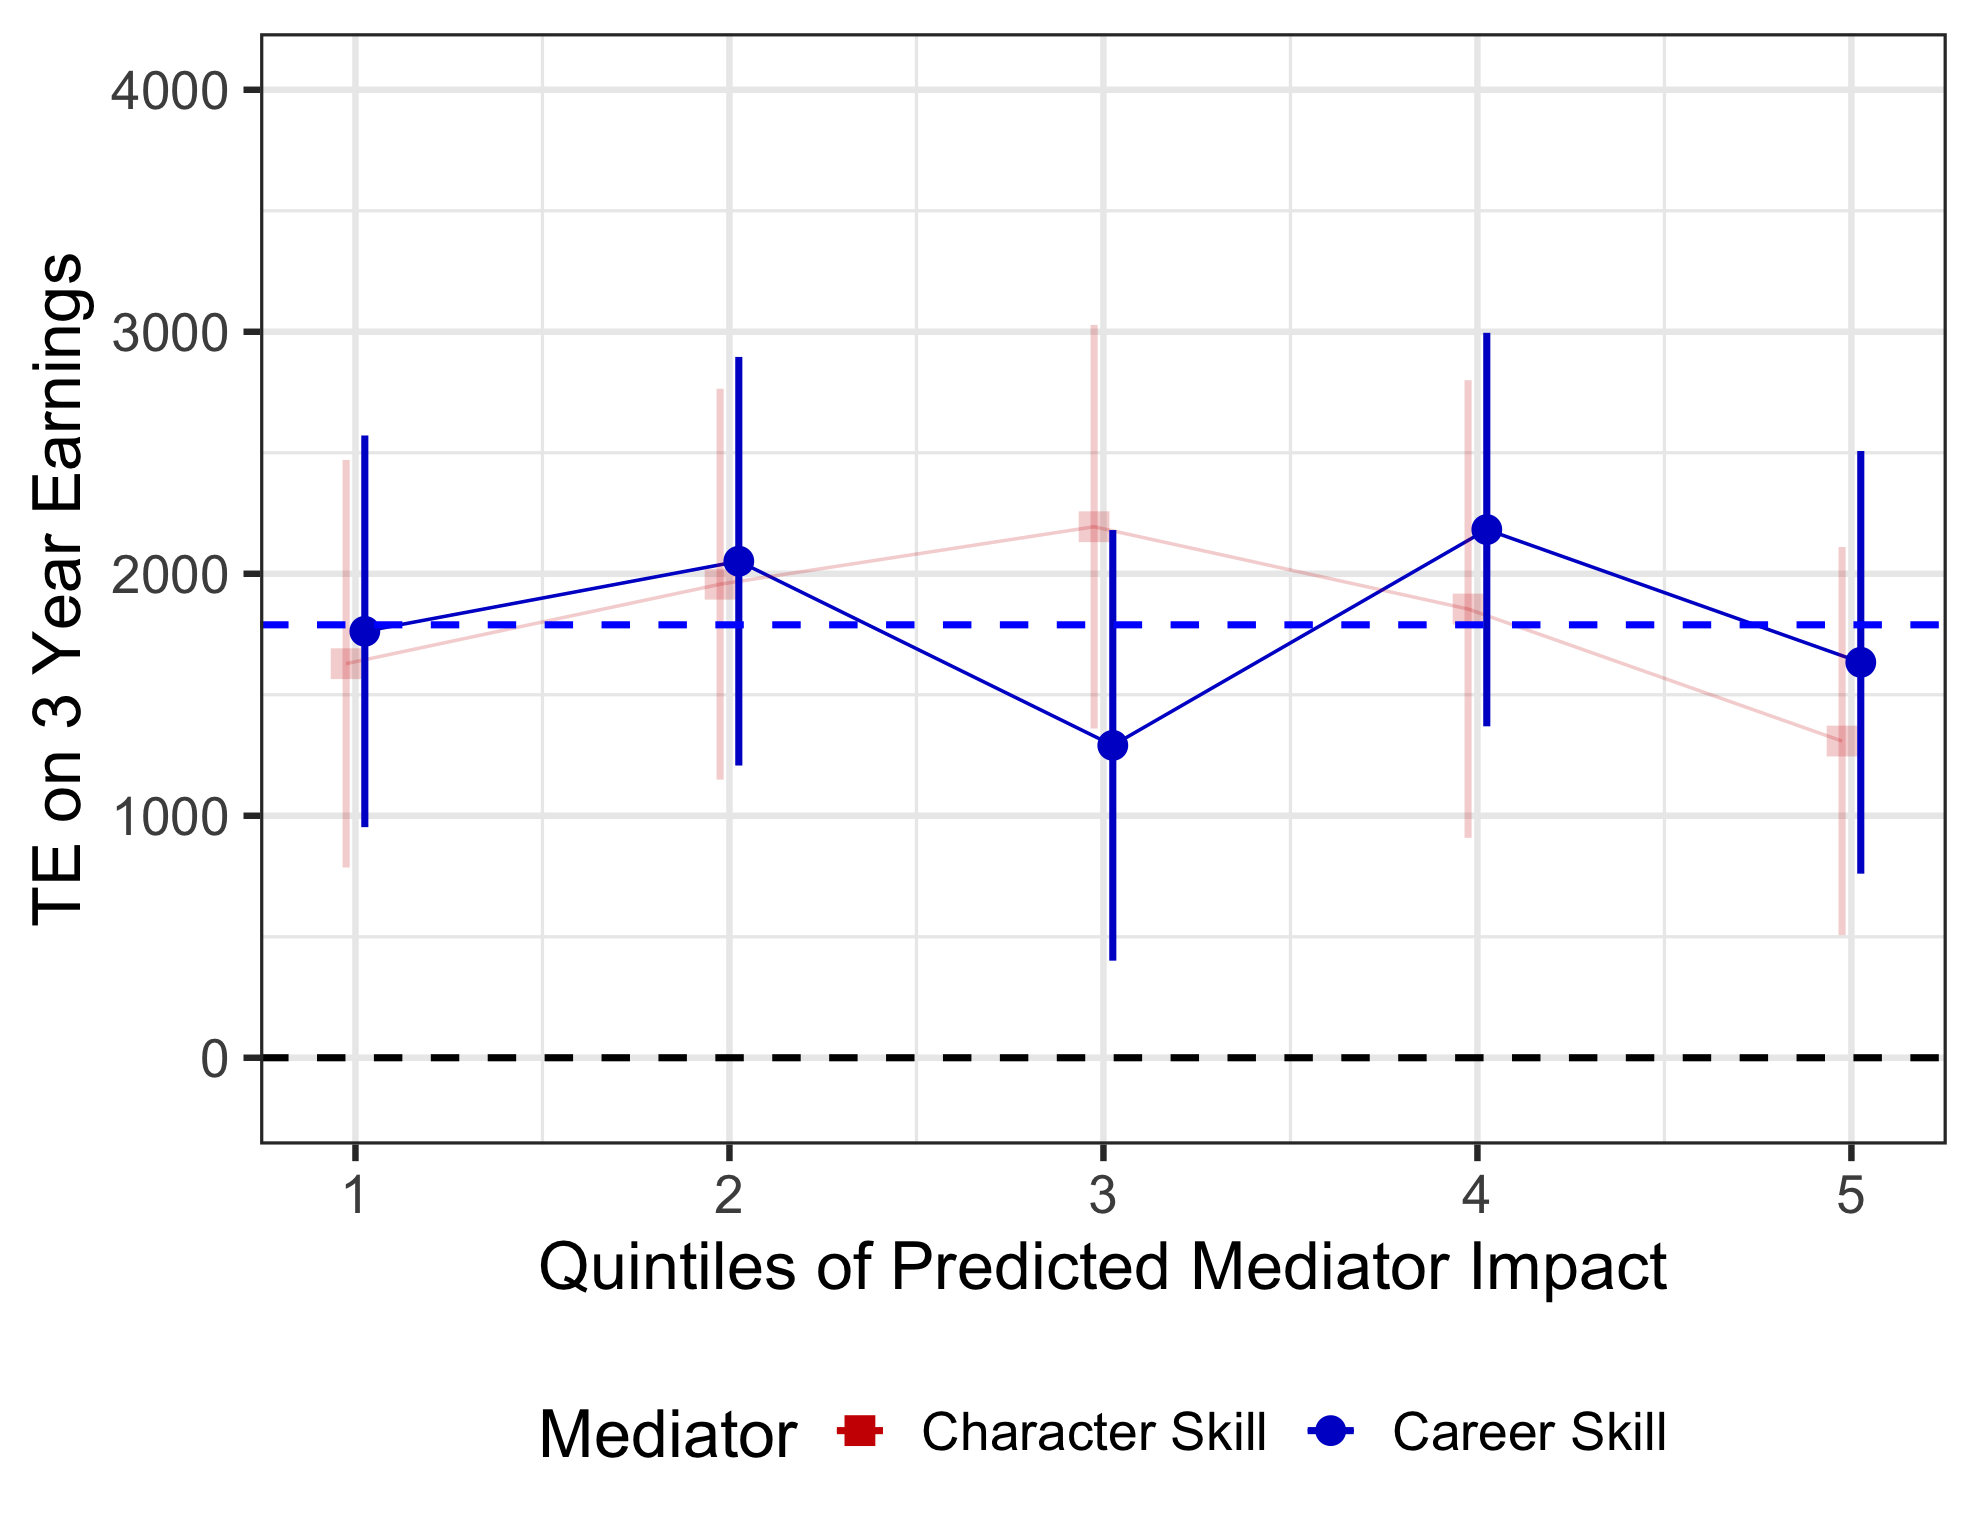 4000
3000
2000
1000
0
TE on 3 Year Earnings
1 2 3 4 5
Quintiles of Predicted Mediator Impact
Mediator Character Skill Career Skill